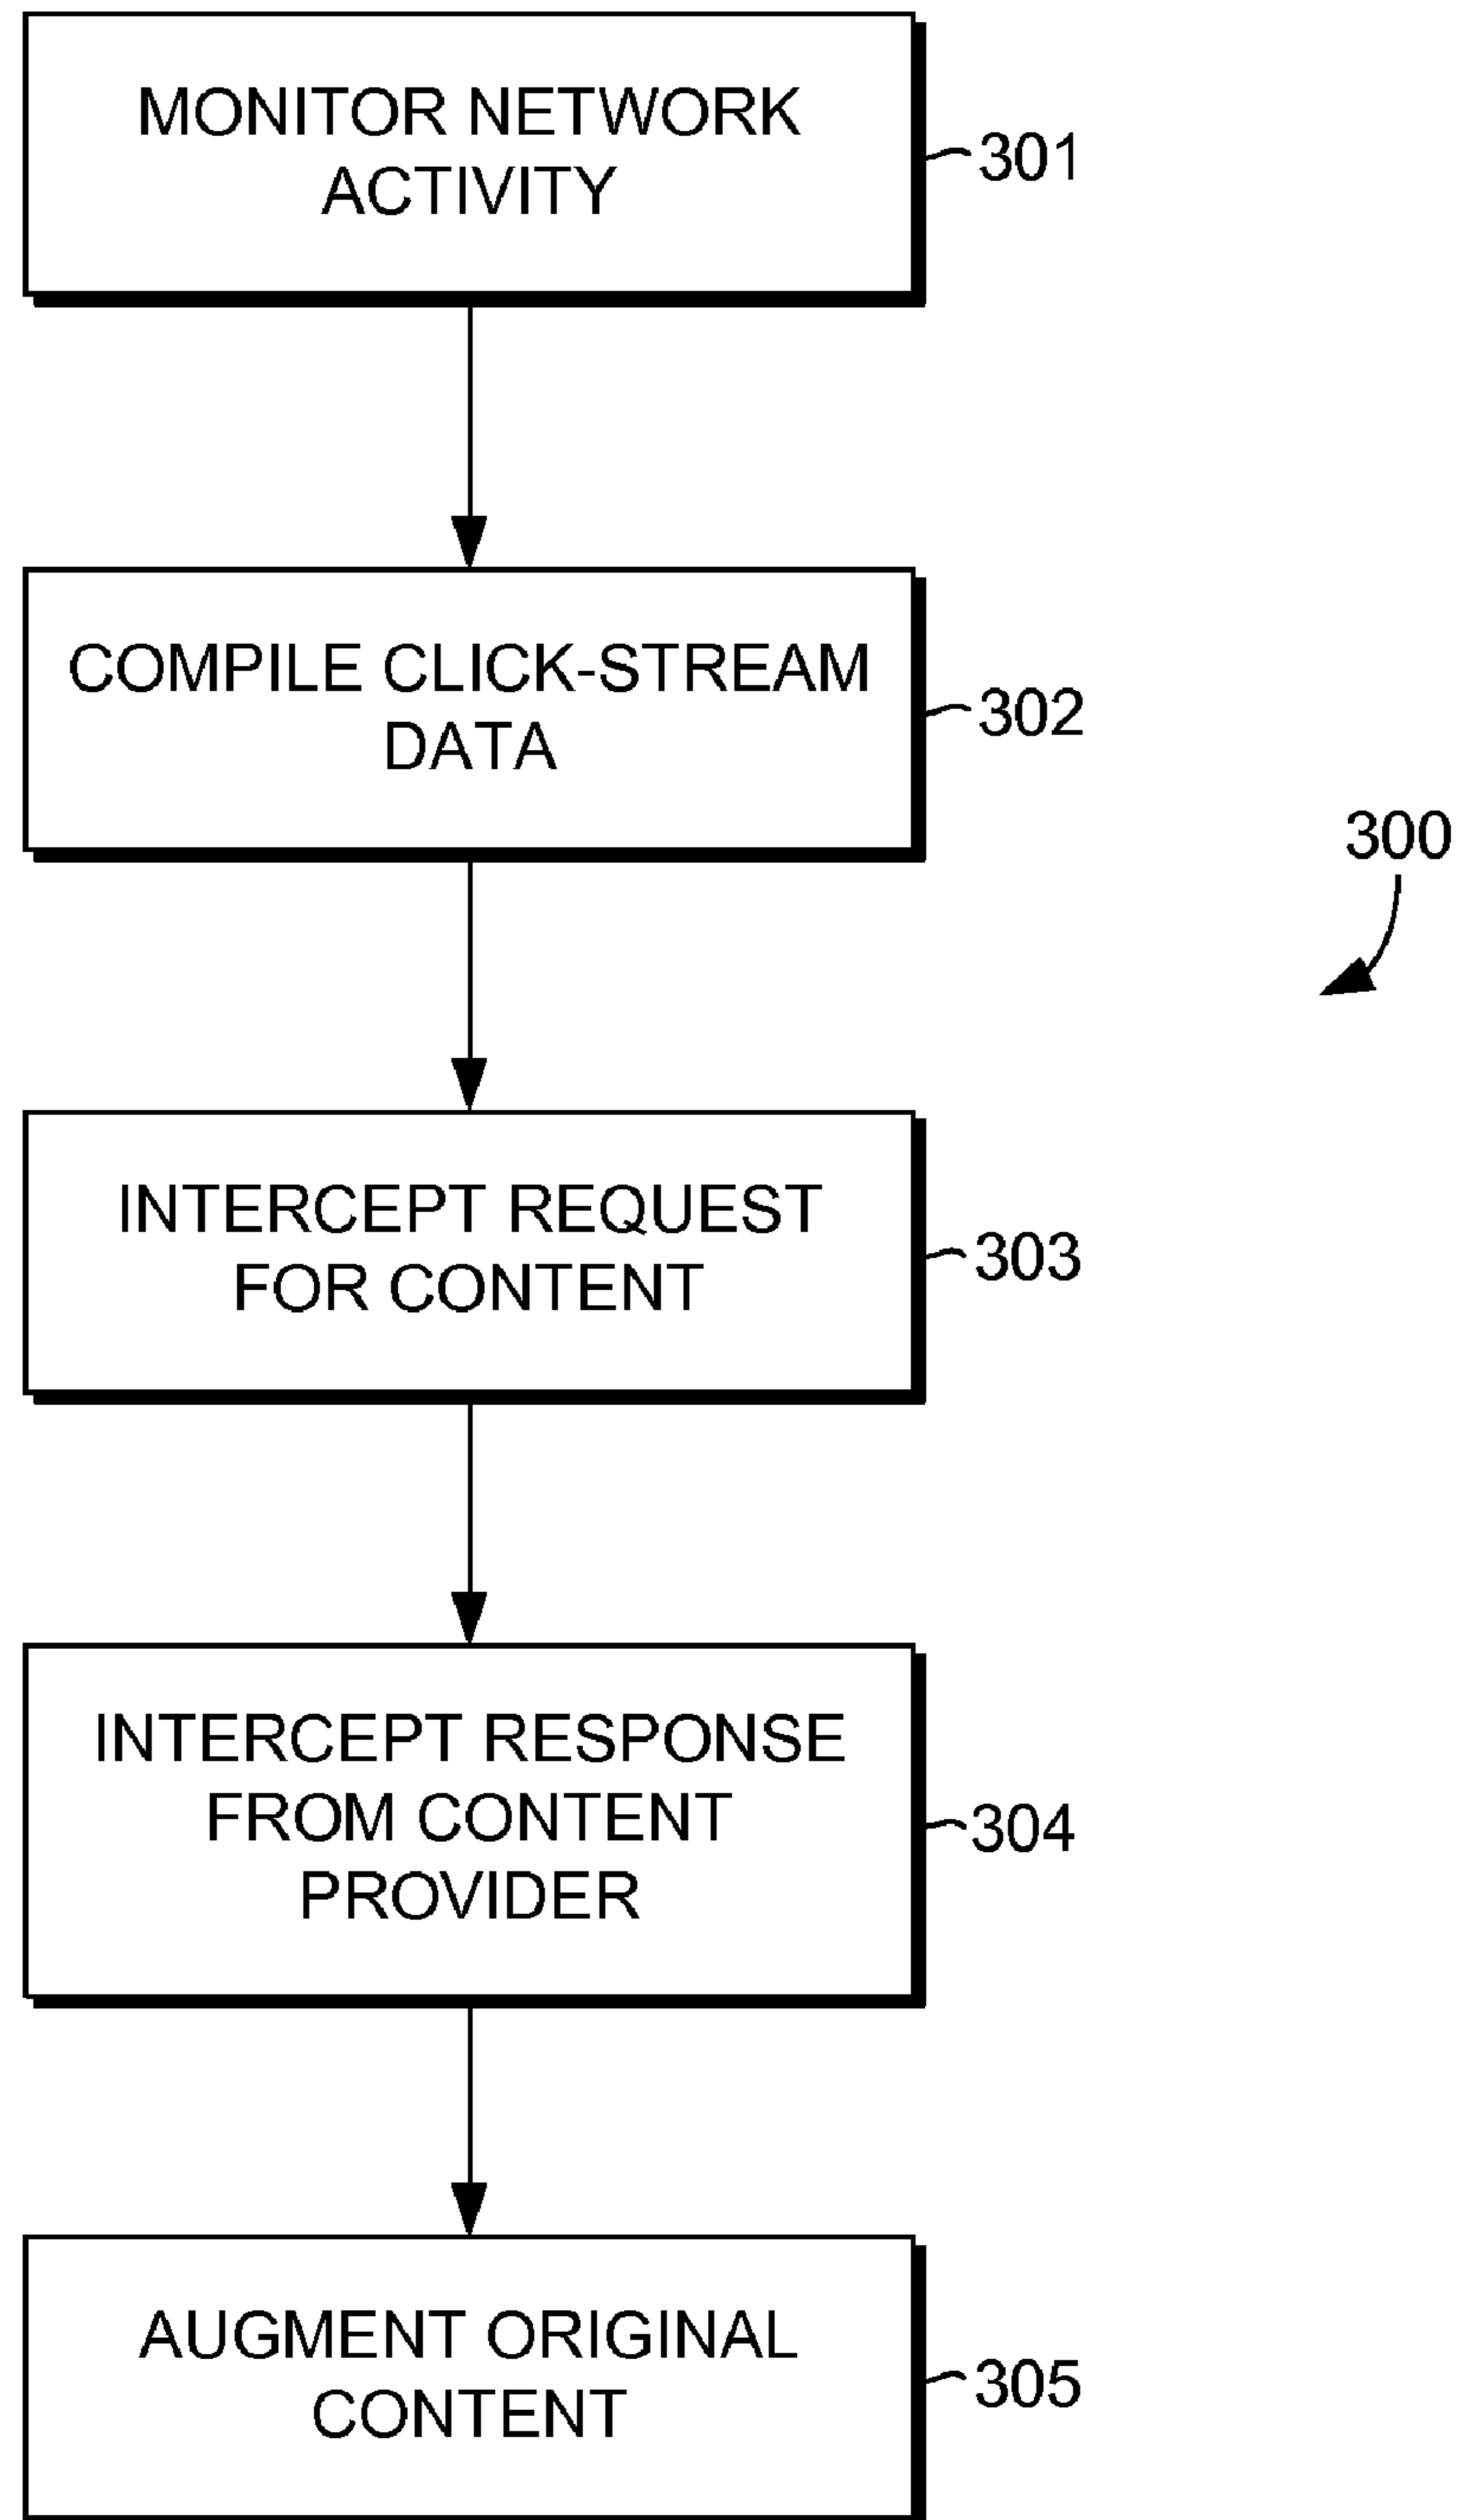 MONITOR NETWORK
ACTIVITY
301
COMPILE CLICK-STREAM
DATA
302
300
INTERCEPT REQUEST
FOR CONTENT
303
INTERCEPT RESPONSE
FROM CONTENT
PROVIDER
304
AUGMENT ORIGINAL
CONTENT
305